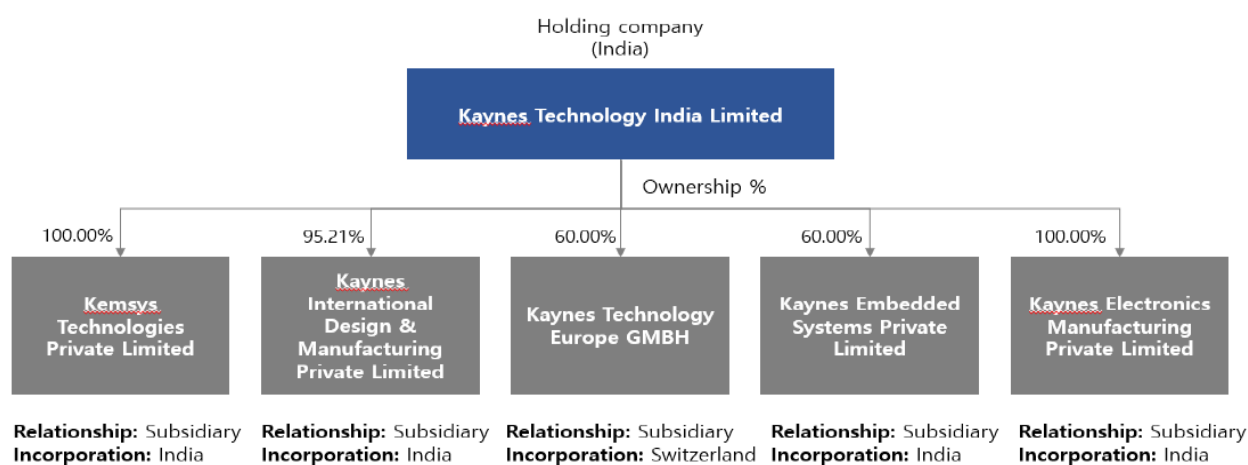 Holding company
(India)
Kaynes Technology India Limited
Ownership %
100.00%
95.21%
60.00%
60.00%
100.00%
Kemsys
Technologies
Private Limited
Kaynes
International
Design &
Manufacturing
Private Limited
Kaynes Technology
Europe GMBH
Kaynes Embedded
Systems Private
Limited
Kaynes Electronics
Manufacturing
Private Limited
Relationship: Subsidiary
Incorporation: India
Relationship: Subsidiary
Incorporation: India
Relationship: Subsidiary
Incorporation: Switzerland
Relationship: Subsidiary
Incorporation: India
Relationship: Subsidiary
Incorporation: India